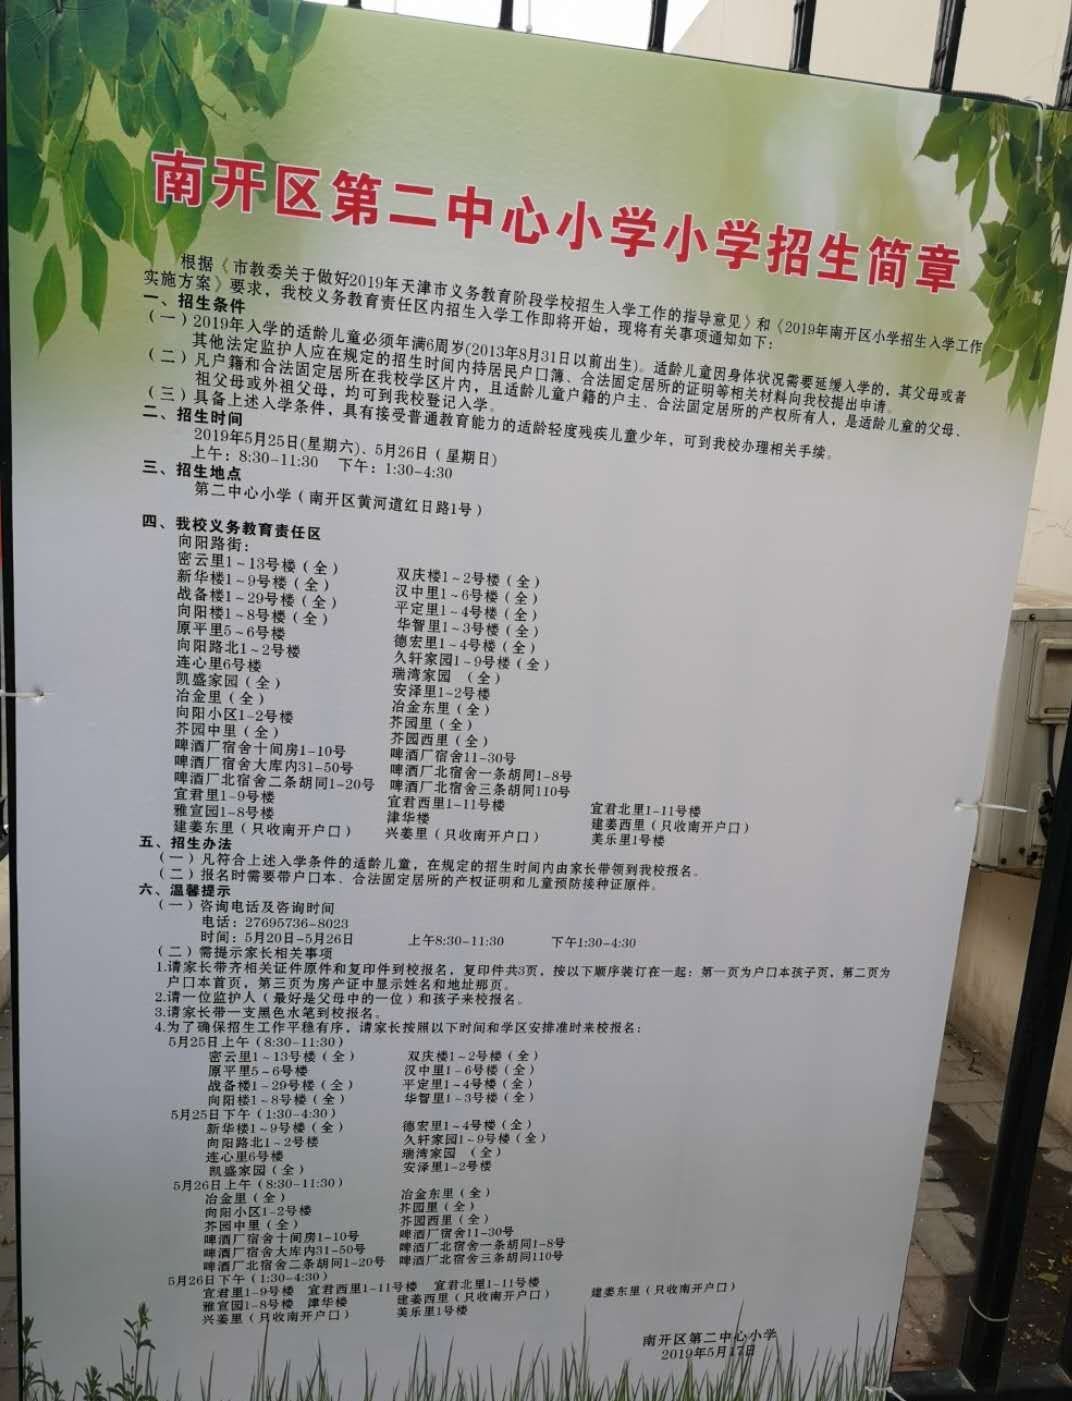 南开区第二中心小学小学招生简章
根据《市教委关于做好2019年天津市义务教育阶段学校招生入学工作的指导意见》和《2019年南开区小学招生入学工作
实施方案》要求，我校义务教育责任区内招生入学工作即将开始，现将有关事项通知如下：
一、招生条件
（一）2019年入学的适龄儿童必须年满6周岁(2013年8月31日以前出生)。适龄儿童因身体状况需要延缓入学的，其父母或者
其他法定监护人应在规定的招生时间内持居民户口簿、合法固定居所的证明等相关材料向我校提出申请。
（二）凡户籍和合法固定居所在我校学区片内，且适龄儿童户籍的户主、合法固定居所的产权所有人，是适龄儿童的父母、
祖父母或外祖父母，均可到我校登记入学。
（三）具备上述入学条件，具有接受普通教育能力的适龄轻度残疾儿童少年，可到我校办理相关手续。
二、招生时间
2019年5月25日(星期六)、5月26日（星期日）
上午：8:30-11:30 下午：1:30-4:30
三、招生地点
第二中心小学（南开区黄河道红日路1号）
四、我校义务教育责任区
向阳路街：
密云里1~13号楼（全） 双庆楼1~2号楼（全）
新华楼1~9号楼（全） 汉中里1~6号楼（全）
战备楼1~29号楼（全） 平定里1~4号楼（全）
向阳楼1~8号楼（全） 华智里1~3号楼（全）
原平里5~6号楼 德宏里1~4号楼（全）
向阳路北1~2号楼 久轩家园1~9号楼（全）
连心里6号楼 瑞湾家园 （全）
凯盛家园（全） 安泽里1-2号楼
冶金里（全） 冶金东里（全）
向阳小区1-2号楼 芥园里（全）
芥园中里（全） 芥园西里（全）
啤酒厂宿舍十间房1-10号 啤酒厂宿舍11-30号
啤酒厂宿舍大库内31-50号 啤酒厂北宿舍一条胡同1-8号
啤酒厂北宿舍二条胡同1-20号 啤酒厂北宿舍三条胡同110号
宜君里1-9号楼 宜君西里1-11号楼 宜君北里1-11号楼
雅宣园1-8号楼 津华楼 建姜西里（只收南开户口）
建姜东里（只收南开户口） 兴姜里（只收南开户口） 美乐里1号楼
五、招生办法
（一）凡符合上述入学条件的适龄儿童，在规定的招生时间内由家长带领到我校报名。
（二）报名时需要带户口本、合法固定居所的产权证明和儿童预防接种证原件。
六、温馨提示
（一）咨询电话及咨询时间
电话：27695736-8023
时间：5月20日-5月26日 上午8:30-11:30 下午1:30-4:30
（二）需提示家长相关事项
1.请家长带齐相关证件原件和复印件到校报名，复印件共3页，按以下顺序装订在一起：第一页为户口本孩子页，第二页为
户口本首页，第三页为房产证中显示姓名和地址那页。
2.请一位监护人（最好是父母中的一位）和孩子来校报名。
3.请家长带一支黑色水笔到校报名。
4.为了确保招生工作平稳有序，请家长按照以下时间和学区安排准时来校报名：
5月25日上午（8:30-11:30）
密云里1~13号楼（全） 双庆楼1~2号楼（全）
原平里5~6号楼 汉中里1~6号楼（全）
战备楼1~29号楼（全） 平定里1~4号楼（全）
向阳楼1~8号楼（全） 华智里1~3号楼（全）
5月25日下午（1:30-4:30）
新华楼1~9号楼（全） 德宏里1~4号楼（全）
向阳路北1~2号楼 久轩家园1~9号楼（全）
连心里6号楼 瑞湾家园 （全）
凯盛家园（全） 安泽里1-2号楼
5月26日上午（8:30-11:30）
冶金里（全） 冶金东里（全）
向阳小区1-2号楼 芥园里（全）
芥园中里（全） 芥园西里（全）
啤酒厂宿舍十间房1-10号 啤酒厂宿舍11-30号
啤酒厂宿舍大库内31-50号 啤酒厂北宿舍一条胡同1-8号
啤酒厂北宿舍二条胡同1-20号 啤酒厂北宿舍三条胡同110号
5月26日下午（1:30-4:30）
宜君里1-9号楼 宜君西里1-11号楼 宜君北里1-11号楼
雅宣园1-8号楼 津华楼 建姜西里（只收南开户口） 建姜东里（只收南开户口）
兴姜里（只收南开户口） 美乐里1号楼
南开区第二中心小学
2019年5月17日